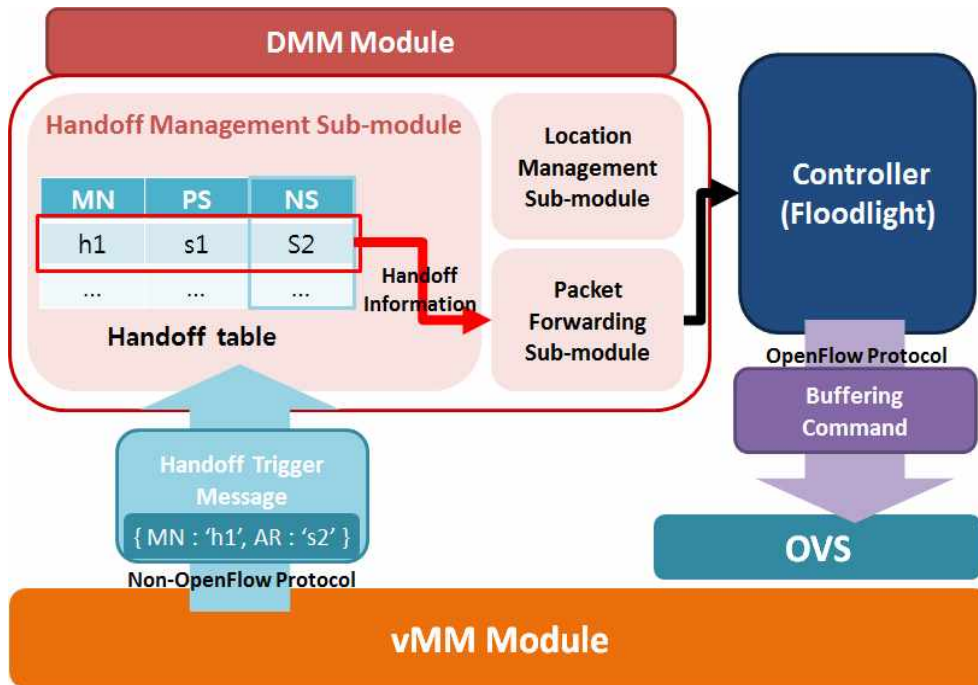 DMM Module
Handoff Management Sub-module
MN PS NS
h1 s1 S2
... ... ...
Handoff table
Handoff
Information
Location
Management
Sub-module
Packet
Forwarding
Sub-module
Controller
(Floodlight)
OpenFlow Protocol
Buffering
Command
OVS
Handoff Trigger
Message
{ MN : ‘h1’, AR : ‘s2’ }
Non-OpenFlow Protocol
vMM Module